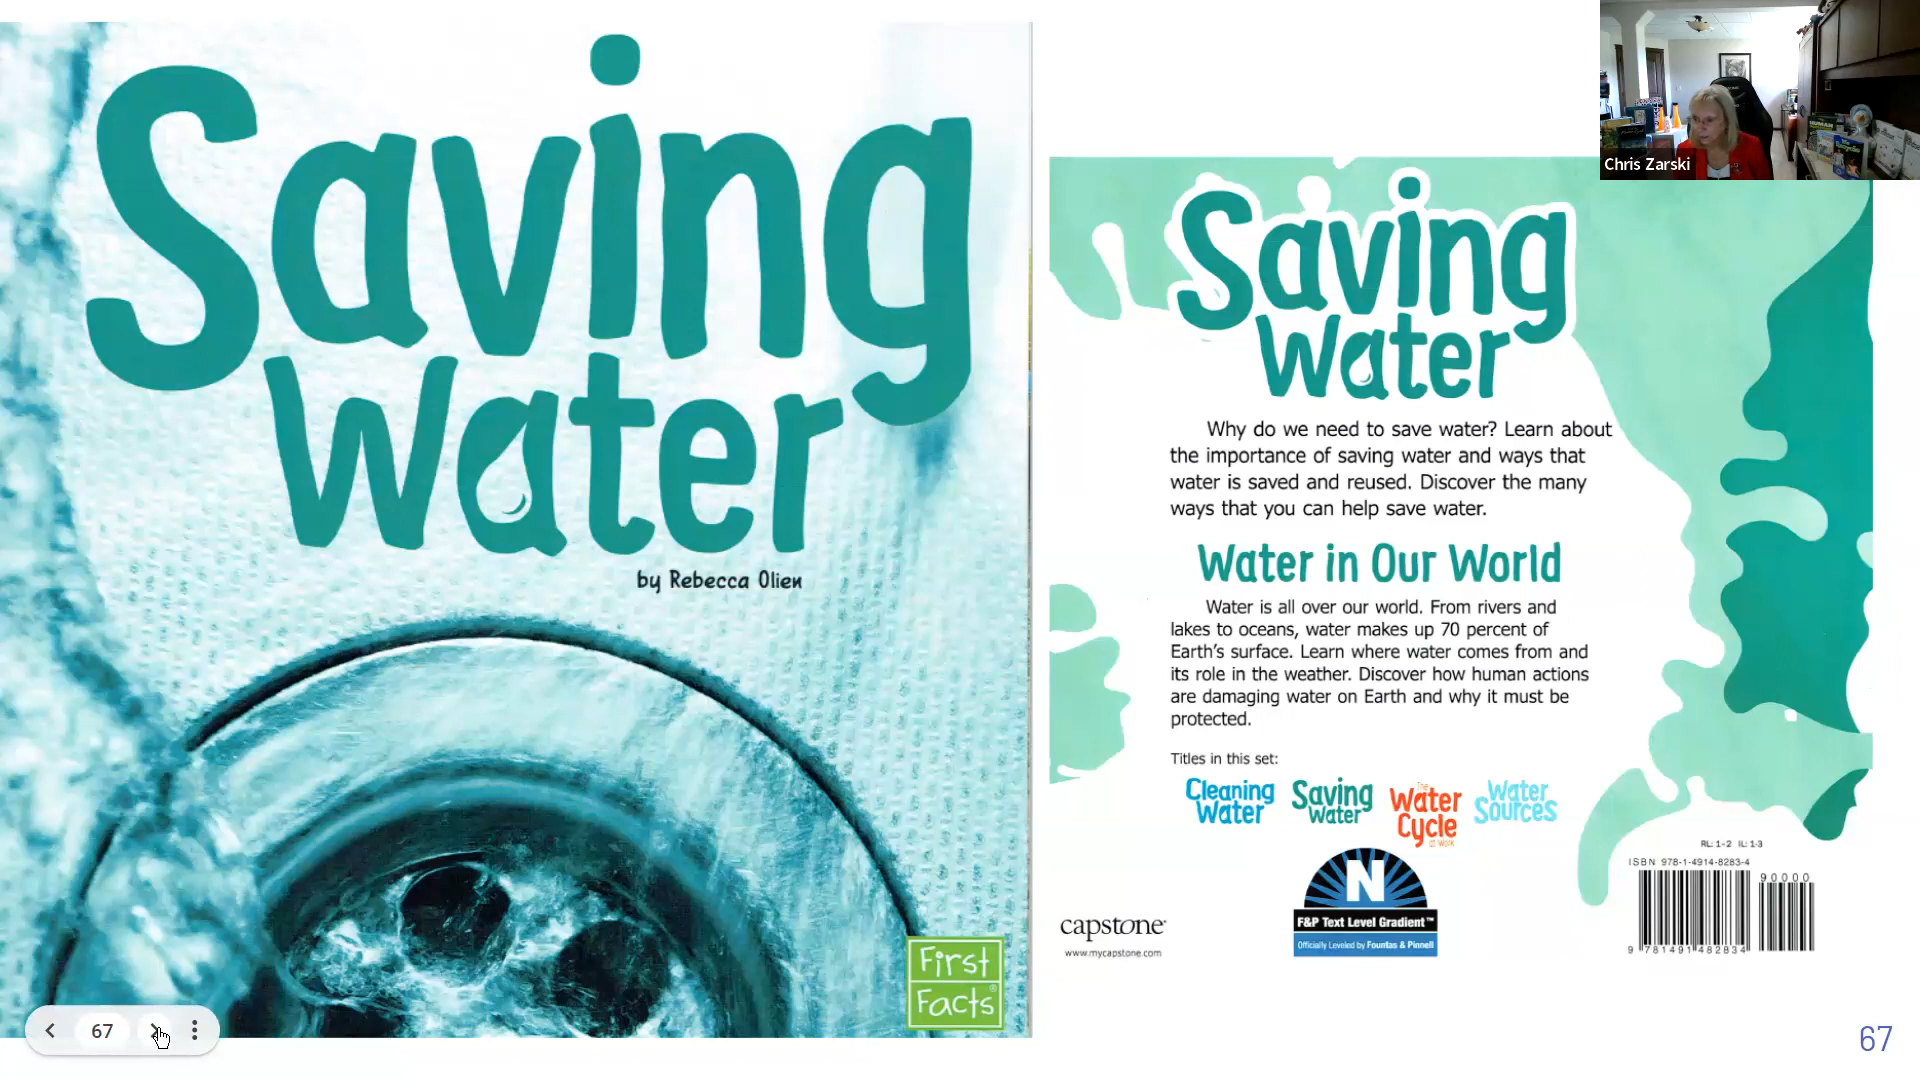 Saving
Water
by Rebecca Olien
First
Facts®
Saving
Water
Why do we need to save water? Learn about
the importance of saving water and ways that
water is saved and reused. Discover the many
ways that you can help save water.
Water in Our World
Water is all over our world. From rivers and
lakes to oceans, water makes up 70 percent of
Earth's surface. Learn where water comes from and
its role in the weather. Discover how human actions
are damaging water on Earth and why it must be
protected.
Titles in this set:
Cleaning
Water
Saving
Water
The
Water
Cycle
at Work
Water
Sources
RL: 1-2 IL: 1-3
ISBN 978-1-4914-8283-4
90000
9 781491 482834
capstone
www.mycapstone.com
N
F&P Text Level Gradient™
Officially Leveled by Fountas & Pinnell
Chris Zarski
67
67